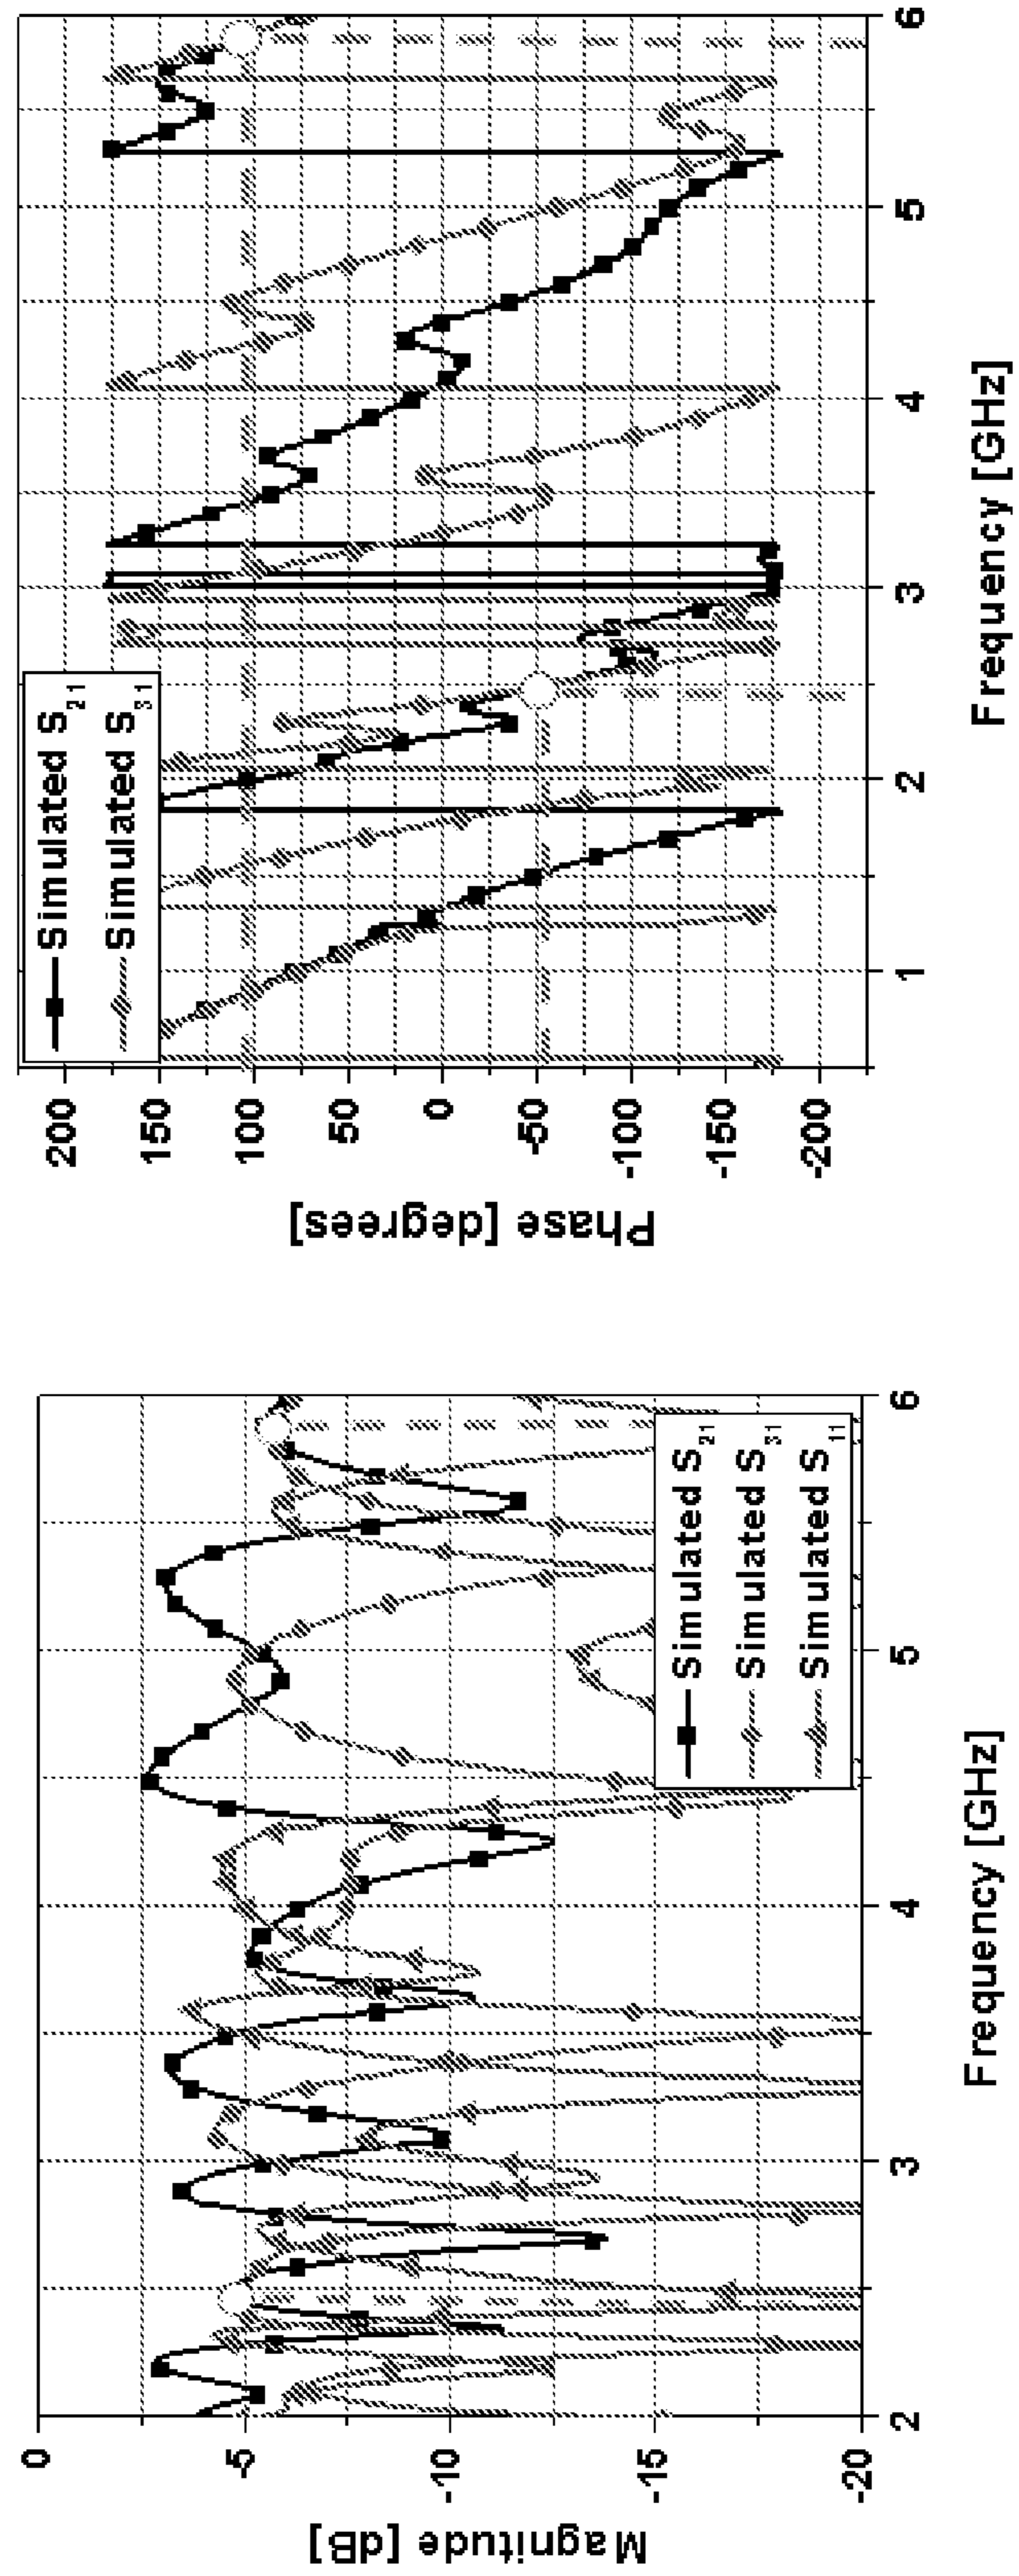 Magnitude [dB]
0
-5
-10
-15
-20
2
3
4
5
6
Frequency [GHz]
Simulated S21
Simulated S31
Simulated S11
Phase [degrees]
200
150
100
50
0
-50
-100
-150
-200
1
2
3
4
5
6
Frequency [GHz]
Simulated S21
Simulated S31